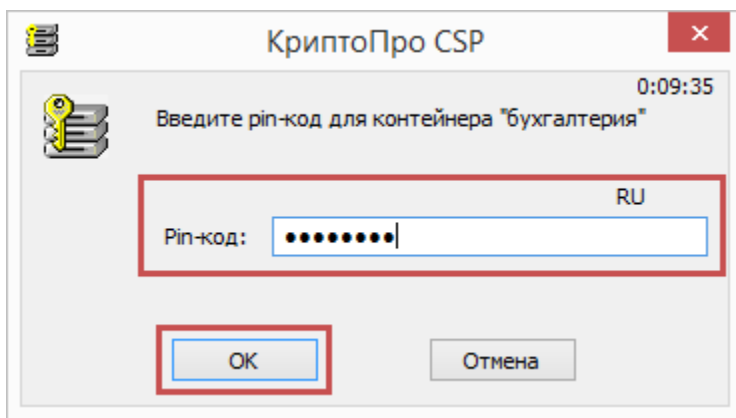 КриптоПро CSP
0:09:35
Введите pin-код для контейнера "бухгалтерия"
RU
Pin-код: ●●●●●●●●
OK
Отмена